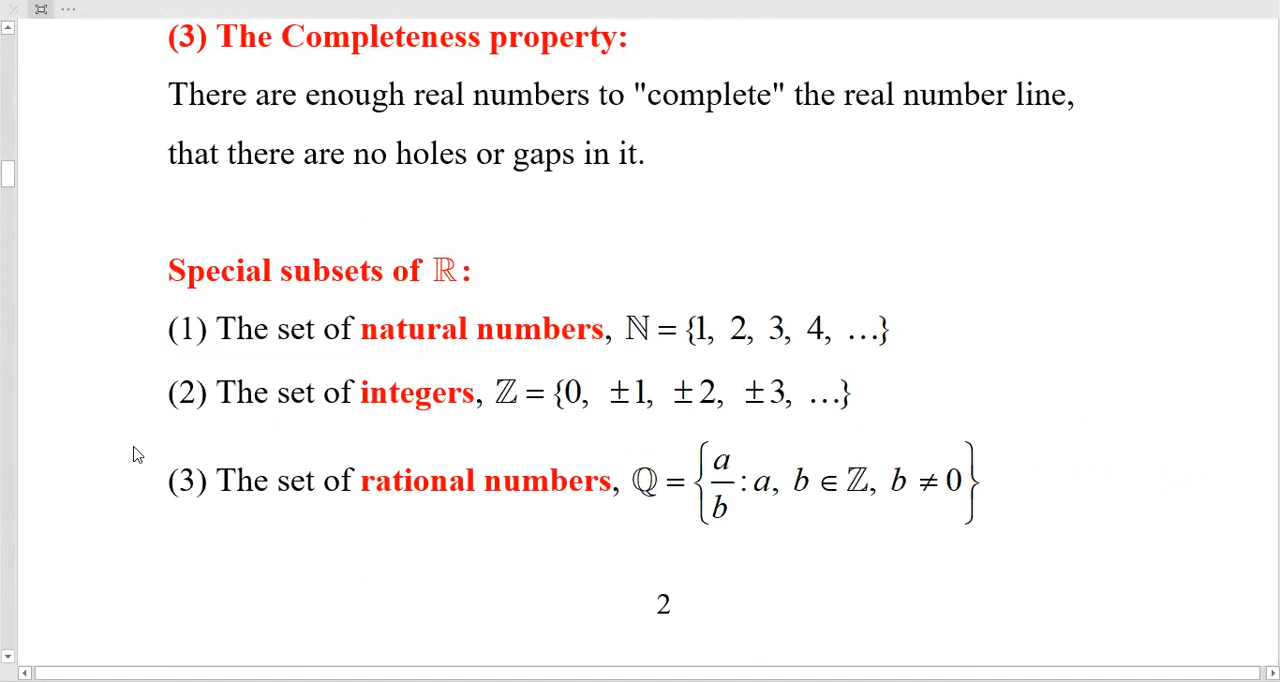 (3) The Completeness property:
There are enough real numbers to "complete" the real number line,
that there are no holes or gaps in it.
Special subsets of ℝ:
(1) The set of natural numbers, ℕ = {1, 2, 3, 4, …}
(2) The set of integers, ℤ = {0, ±1, ±2, ±3, …}
(3) The set of rational numbers, ℚ = {a/b : a, b ∈ ℤ, b ≠ 0}
2